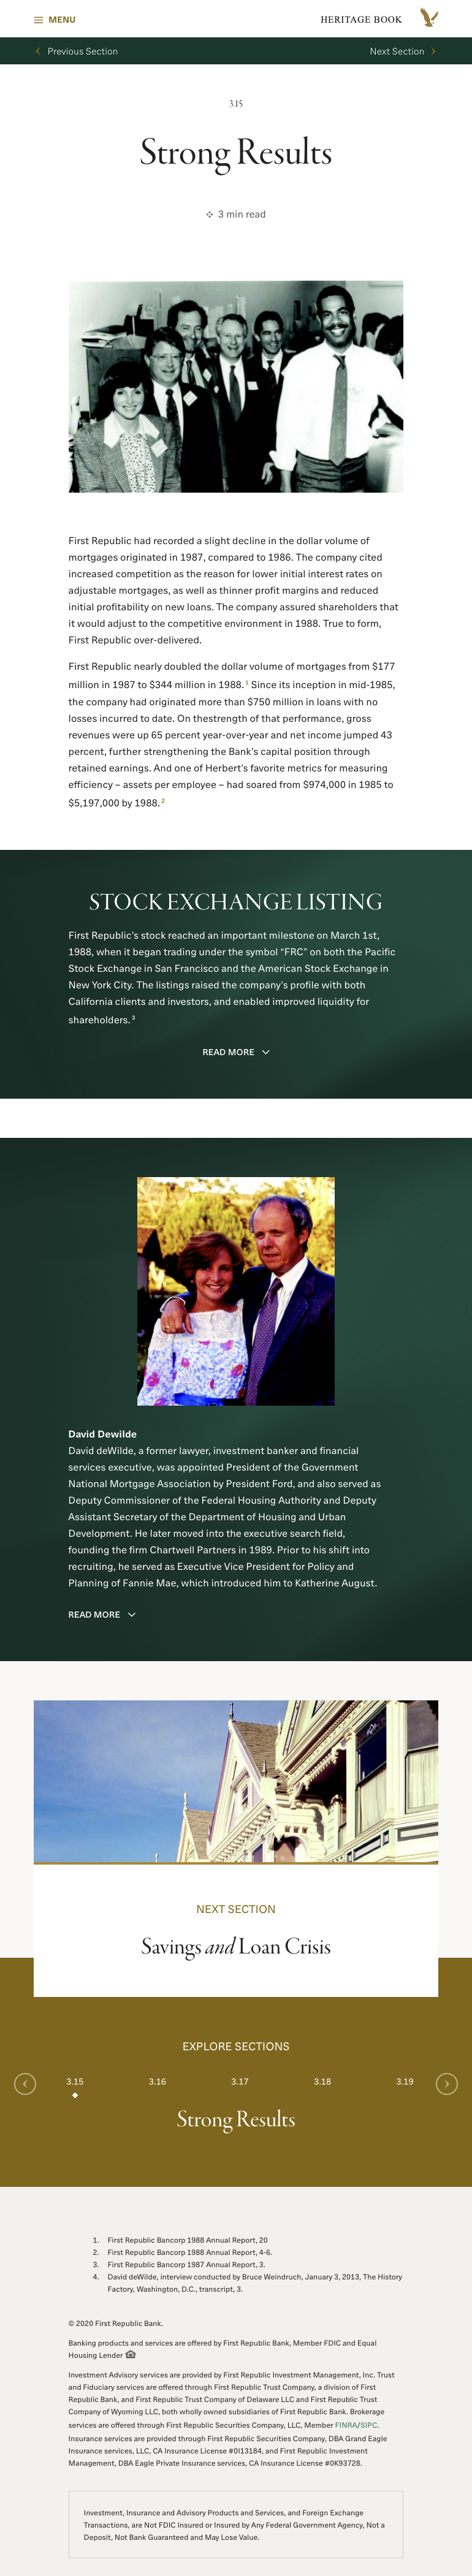 MENU
HERITAGE BOOK
Previous Section
Next Section
3.15
Strong Results
3 min read
First Republic had recorded a slight decline in the dollar volume of
mortgages originated in 1987, compared to 1986. The company cited
increased competition as the reason for lower initial interest rates on
adjustable mortgages, as well as thinner profit margins and reduced
initial profitability on new loans. The company assured shareholders that
it would adjust to the competitive environment in 1988. True to form,
First Republic over-delivered.
First Republic nearly doubled the dollar volume of mortgages from $177
million in 1987 to $344 million in 1988.1 Since its inception in mid-1985,
the company had originated more than $750 million in loans with no
losses incurred to date. On thestrength of that performance, gross
revenues were up 65 percent year-over-year and net income jumped 43
percent, further strengthening the Bank's capital position through
retained earnings. And one of Herbert's favorite metrics for measuring
efficiency – assets per employee – had soared from $974,000 in 1985 to
$5,197,000 by 1988.2
STOCK EXCHANGE LISTING
First Republic's stock reached an important milestone on March 1st,
1988, when it began trading under the symbol "FRC" on both the Pacific
Stock Exchange in San Francisco and the American Stock Exchange in
New York City. The listings raised the company's profile with both
California clients and investors, and enabled improved liquidity for
shareholders.3
READ MORE
David Dewilde
David deWilde, a former lawyer, investment banker and financial
services executive, was appointed President of the Government
National Mortgage Association by President Ford, and also served as
Deputy Commissioner of the Federal Housing Authority and Deputy
Assistant Secretary of the Department of Housing and Urban
Development. He later moved into the executive search field,
founding the firm Chartwell Partners in 1989. Prior to his shift into
recruiting, he served as Executive Vice President for Policy and
Planning of Fannie Mae, which introduced him to Katherine August.
READ MORE
NEXT SECTION
Savings and Loan Crisis
EXPLORE SECTIONS
3.15 3.16 3.17 3.18 3.19
Strong Results
1. First Republic Bancorp 1988 Annual Report, 20
2. First Republic Bancorp 1988 Annual Report, 4-6.
3. First Republic Bancorp 1987 Annual Report, 3.
4. David deWilde, interview conducted by Bruce Weindruch, January 3, 2013, The History
Factory, Washington, D.C., transcript, 3.
© 2020 First Republic Bank.
Banking products and services are offered by First Republic Bank, Member FDIC and Equal
Housing Lender
Investment Advisory services are provided by First Republic Investment Management, Inc. Trust
and Fiduciary services are offered through First Republic Trust Company, a division of First
Republic Bank, and First Republic Trust Company of Delaware LLC and First Republic Trust
Company of Wyoming LLC, both wholly owned subsidiaries of First Republic Bank. Brokerage
services are offered through First Republic Securities Company, LLC, Member FINRA/SIPC.
Insurance services are provided through First Republic Securities Company, DBA Grand Eagle
Insurance services, LLC, CA Insurance License #0I13184, and First Republic Investment
Management, DBA Eagle Private Insurance services, CA Insurance License #0K93728.
Investment, Insurance and Advisory Products and Services, and Foreign Exchange
Transactions, are Not FDIC Insured or Insured by Any Federal Government Agency, Not a
Deposit, Not Bank Guaranteed and May Lose Value.